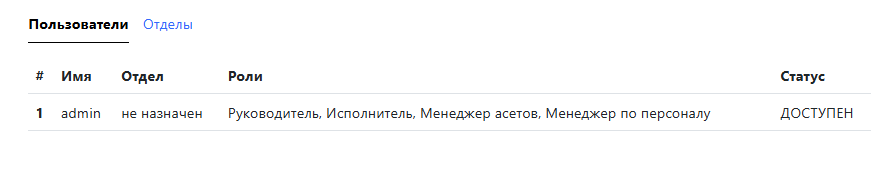 Пользователи Отделы
# Имя Отдел Роли Статус
1 admin не назначен Руководитель, Исполнитель, Менеджер асетов, Менеджер по персоналу ДОСТУПЕН